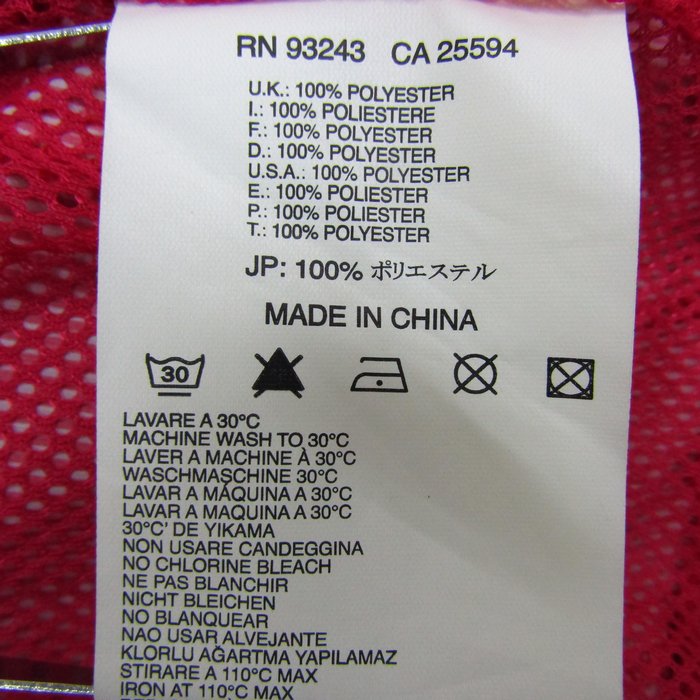 RN 93243 CA 25594
U.K.: 100% POLYESTER
I.: 100% POLIESTERE
F.: 100% POLYESTER
D.: 100% POLYESTER
U.S.A.: 100% POLYESTER
E.: 100% POLIESTER
P.: 100% POLIESTER
T.: 100% POLYESTER
JP: 100% ポリエステル
MADE IN CHINA
30
LAVARE A 30°C
MACHINE WASH TO 30°C
LAVER A MACHINE À 30°C
WASCHMASCHINE 30°C
LAVAR A MÁQUINA A 30°C
LAVAR A MAQUINA A 30°C
30°C' DE YIKAMA
NON USARE CANDEGGINA
NO CHLORINE BLEACH
NE PAS BLANCHIR
NICHT BLEICHEN
NO BLANQUEAR
NAO USAR ALVEJANTE
KLORLU AĞARTMA YAPILAMAZ
STIRARE A 110°C MAX
IRON AT 110°C MAX